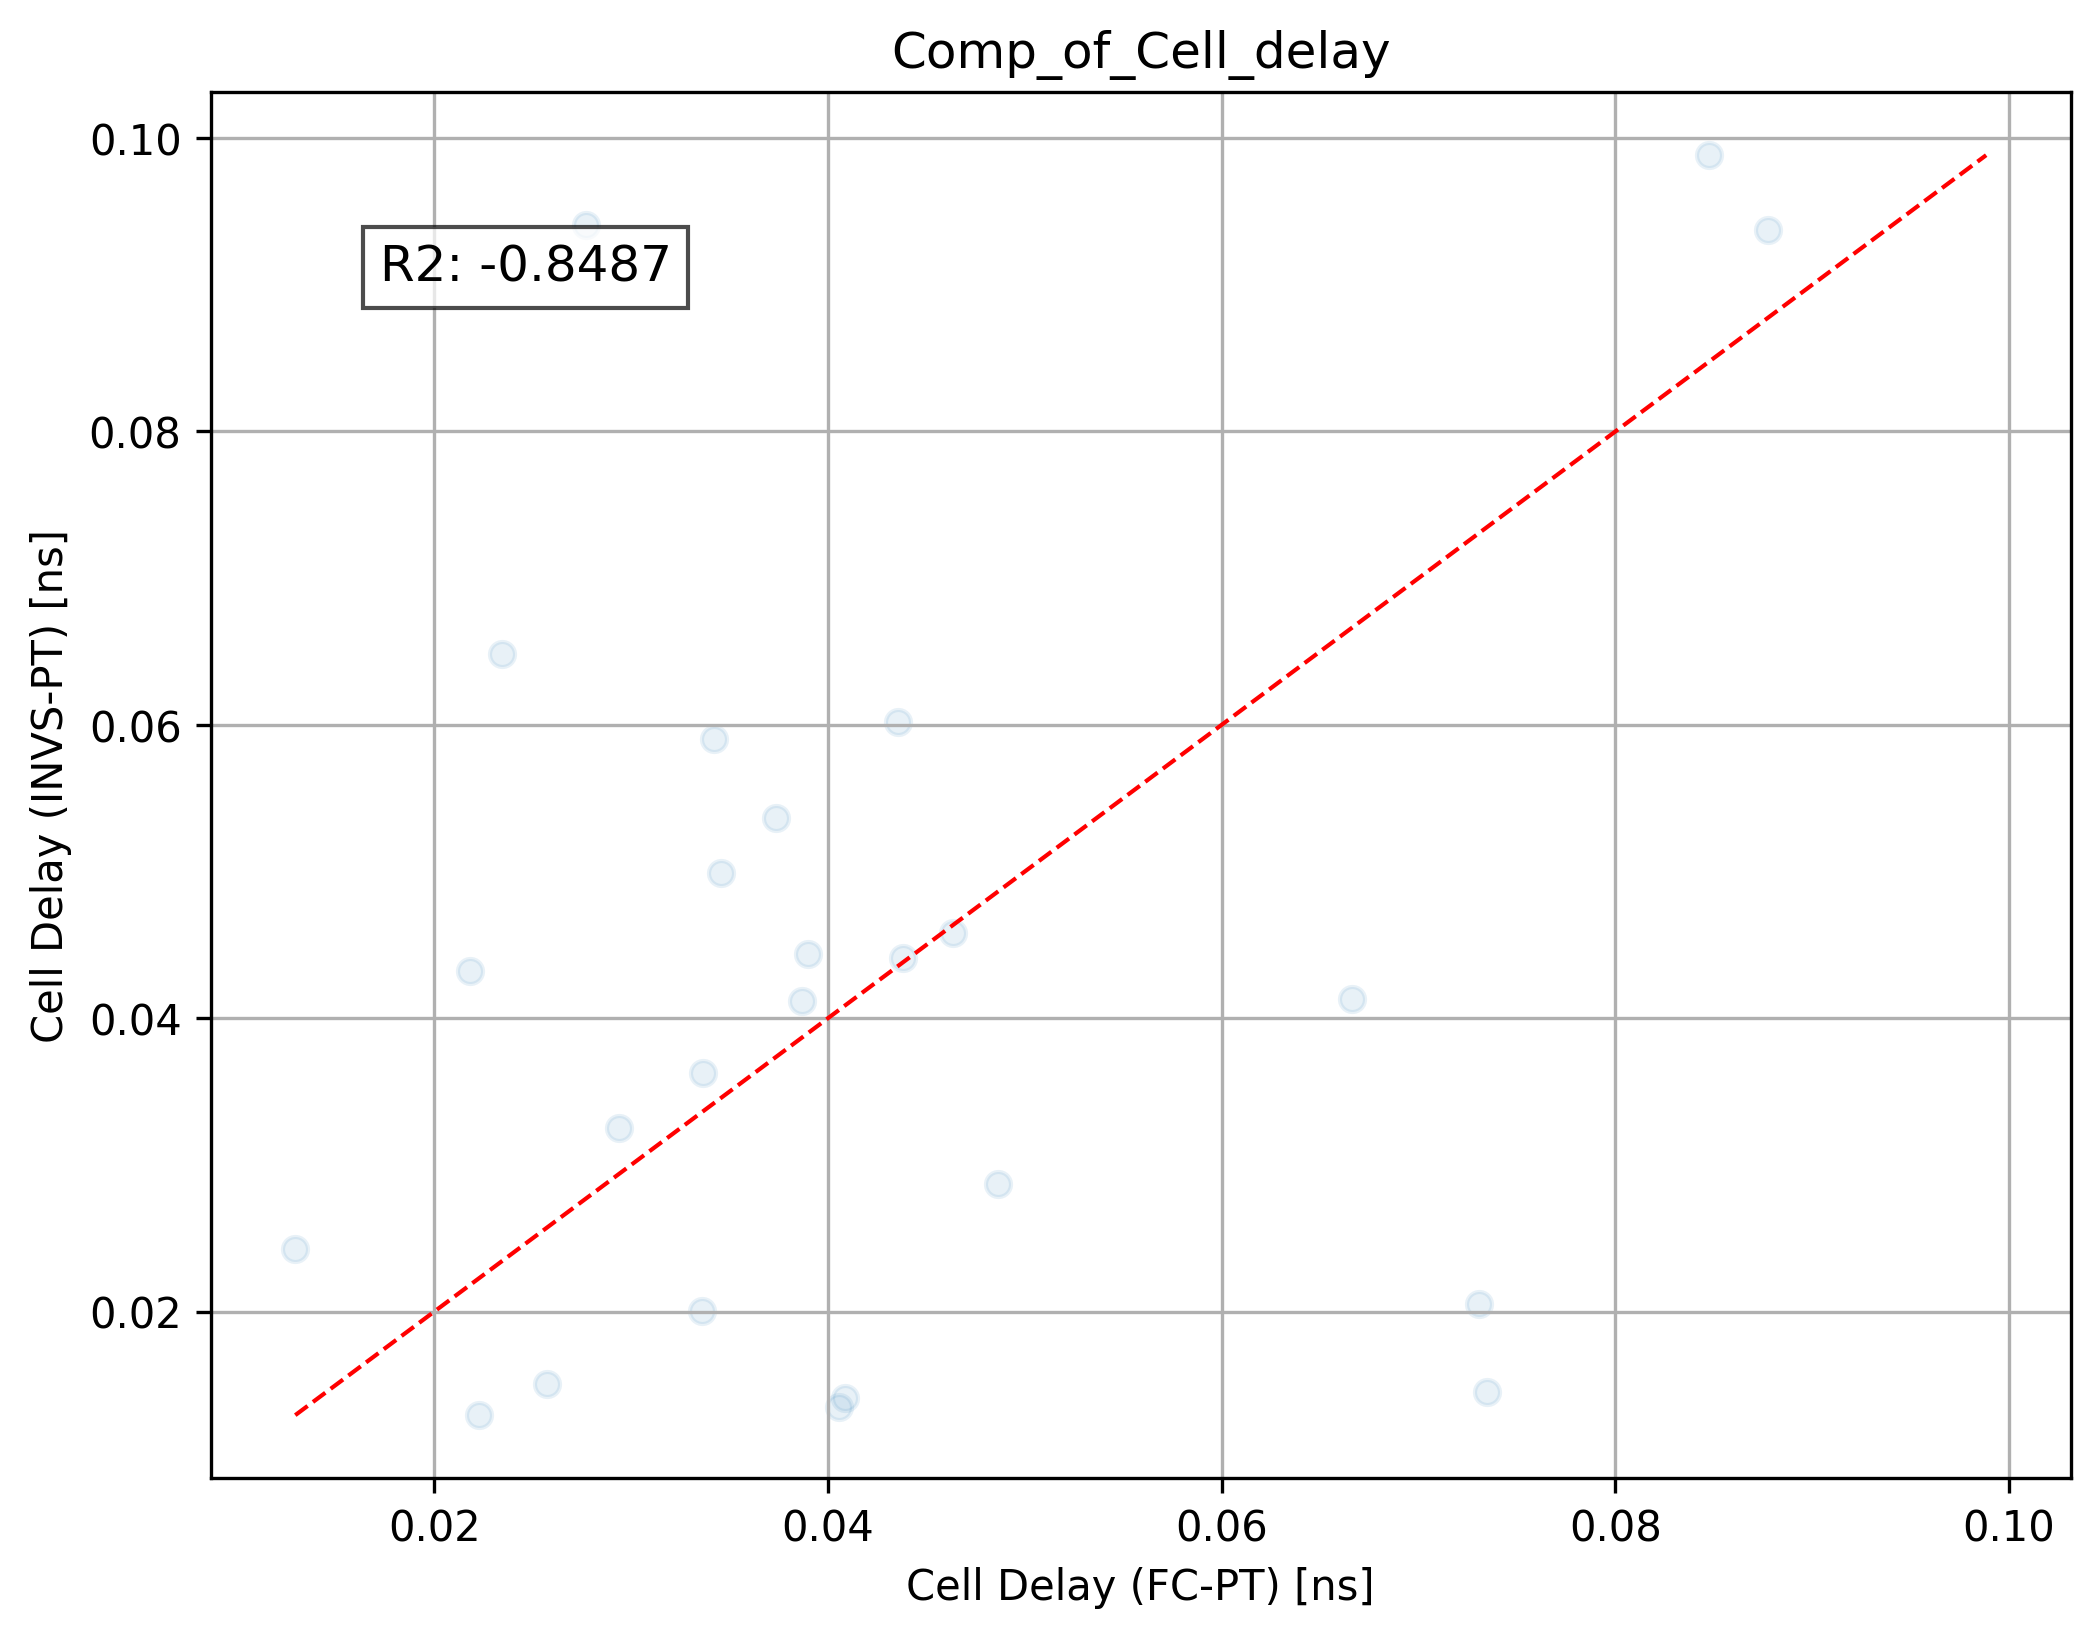 Comp_of_Cell_delay
R2: -0.8487
Cell Delay (INVS-PT) [ns]
0.10
0.08
0.06
0.04
0.02
0.02 0.04 0.06 0.08 0.10
Cell Delay (FC-PT) [ns]